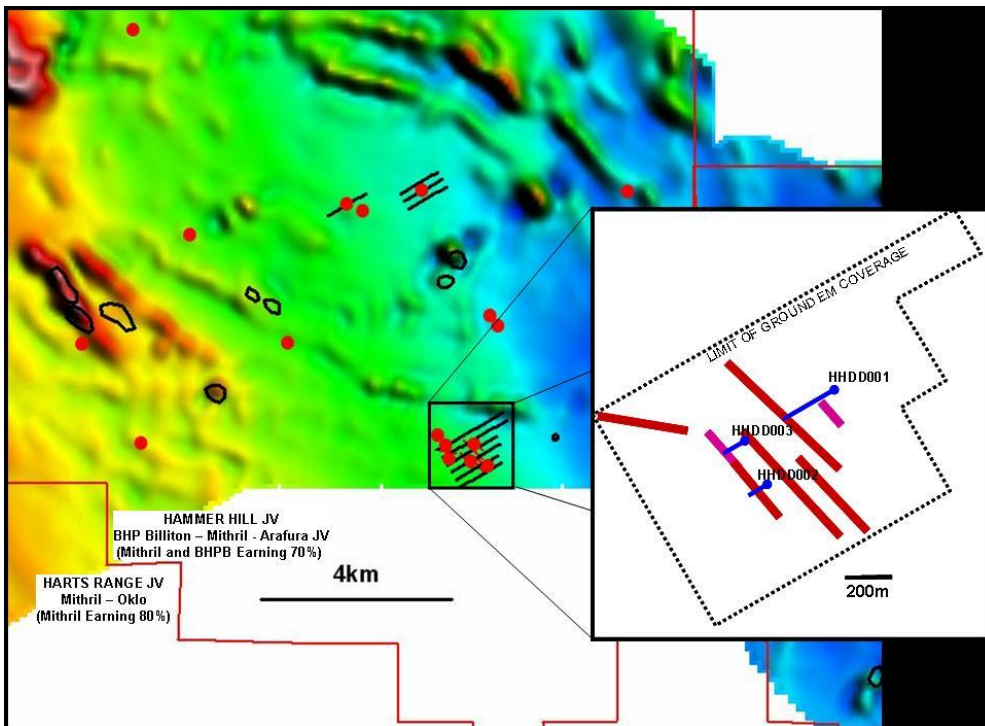 LIMIT OF GROUND EM COVERAGE
HHDD001
HHDD003
HHDD002
200m
HAMMER HILL JV
BHP Billiton – Mithril - Arafura JV
(Mithril and BHPB Earning 70%)
4km
HARTS RANGE JV
Mithril – Oklo
(Mithril Earning 80%)